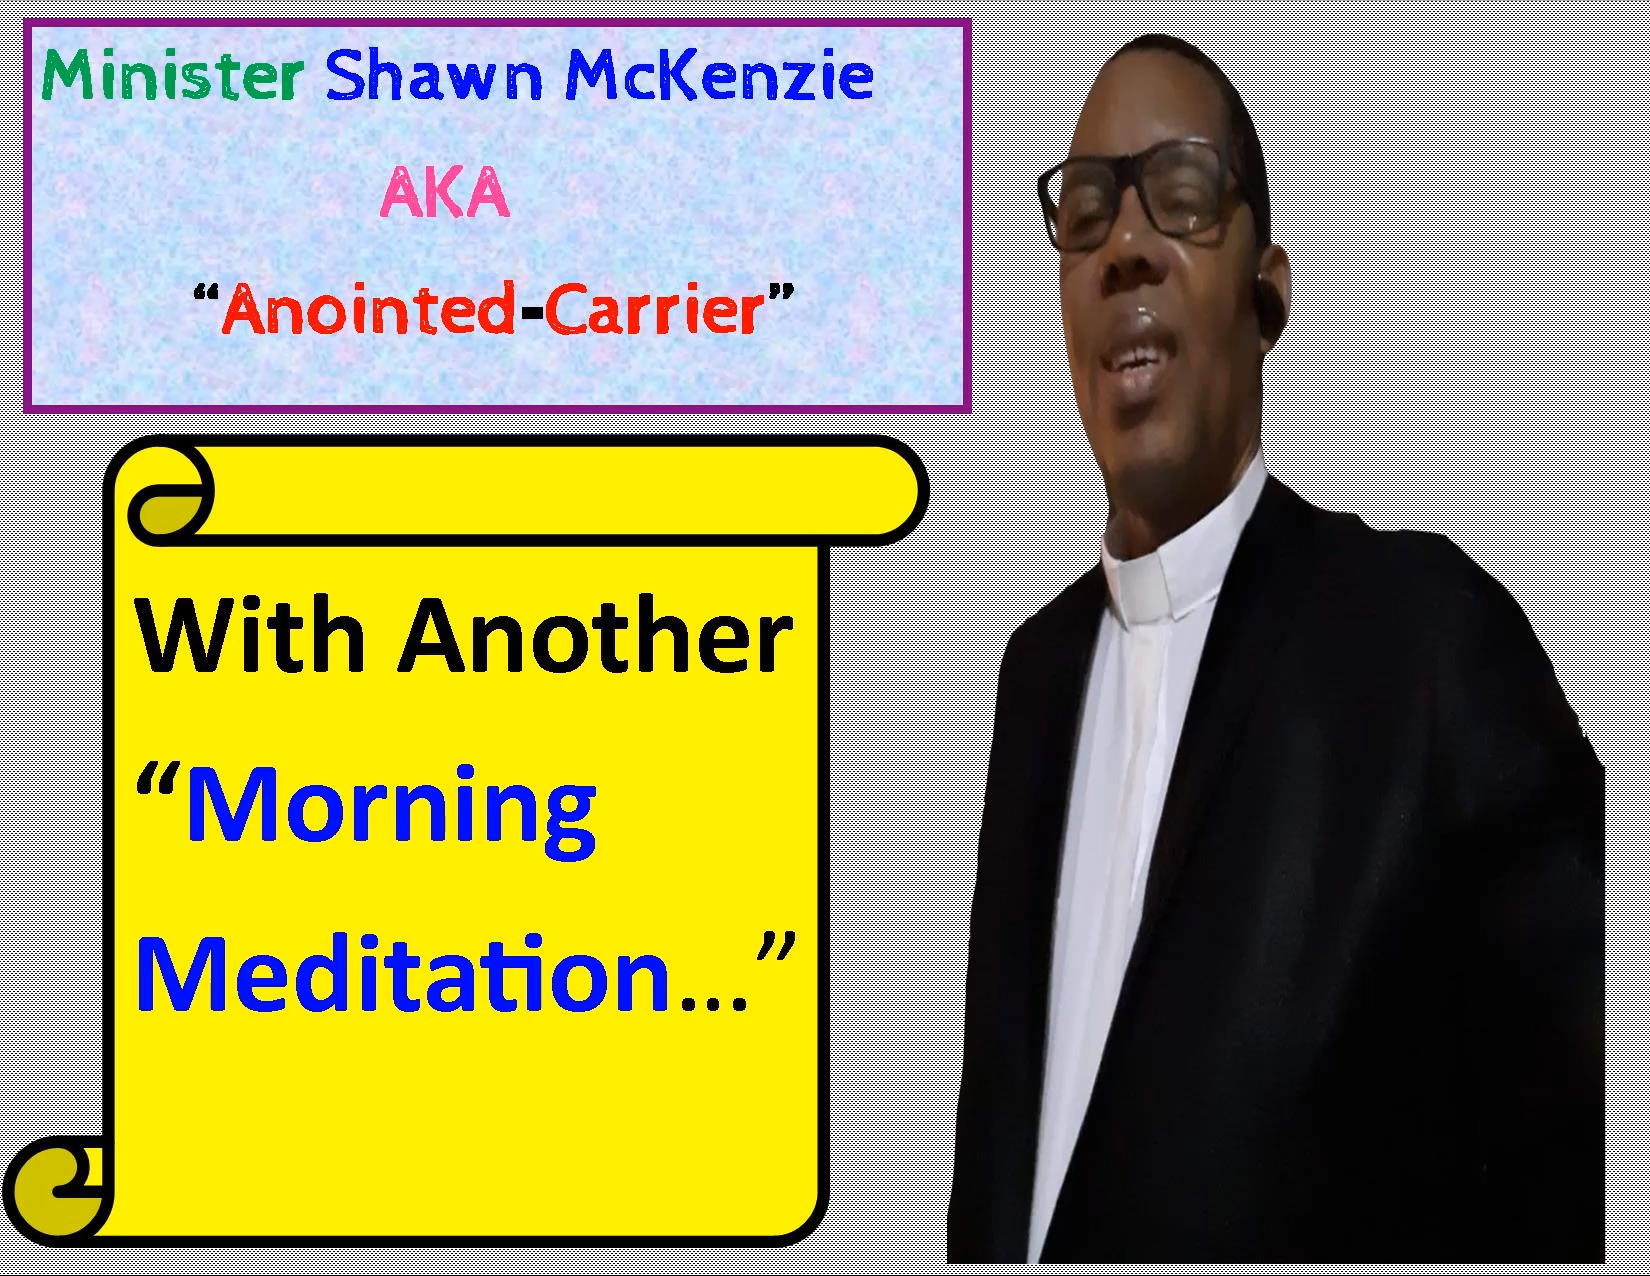 Minister Shawn McKenzie
AKA
“Anointed-Carrier”
With Another
“Morning
Meditation...”